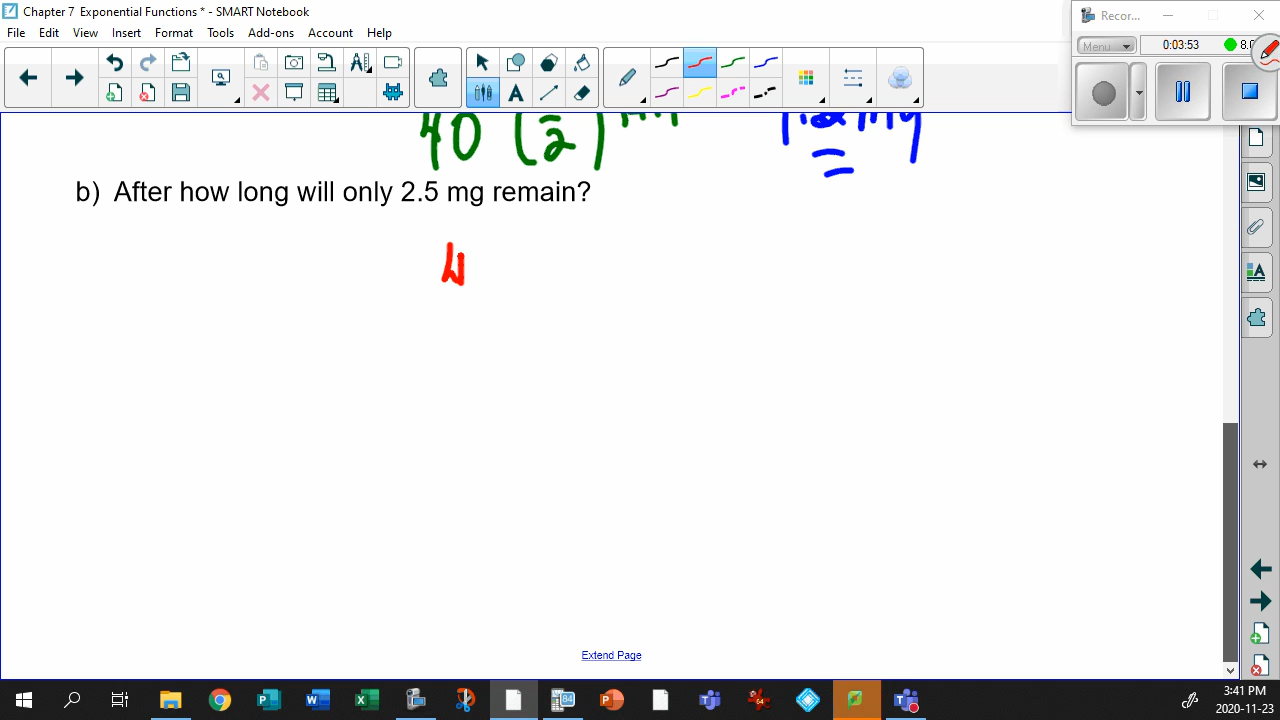 Chapter 7 Exponential Functions * - SMART Notebook
File Edit View Insert Format Tools Add-ons Account Help
Recor...
Menu
0:03:53
8.0
40 ( 2 )
b) After how long will only 2.5 mg remain?
Extend Page
3:41 PM
2020-11-23